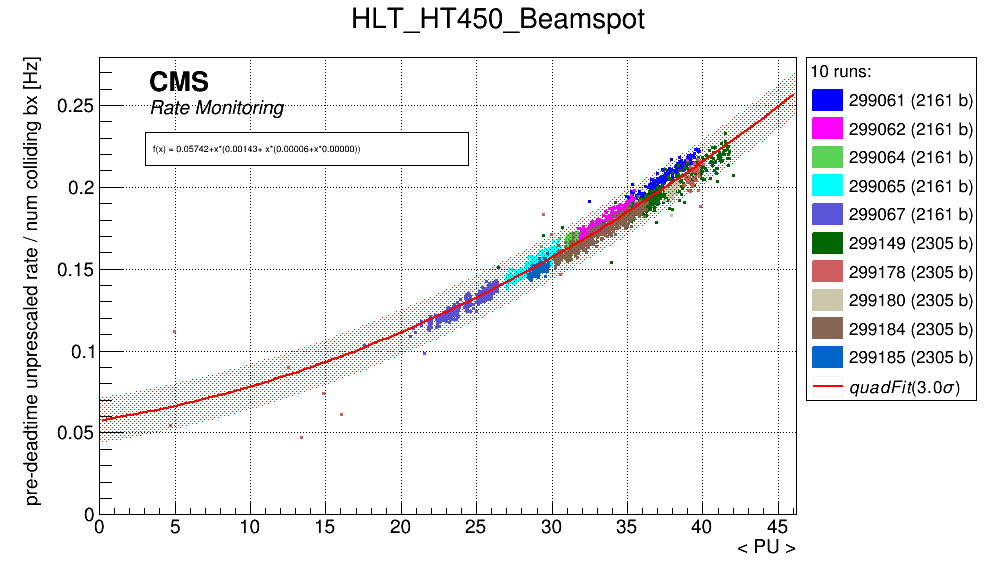 HLT_HT450_Beamspot
pre-deadtime unprescaled rate / num colliding bx [Hz]
CMS
Rate Monitoring
f(x) = 0.05742+x*(0.00143+ x*(0.00006+x*0.00000))
0.25
0.2
0.15
0.1
0.05
0
0 5 10 15 20 25 30 35 40 45
< PU >
10 runs:
299061 (2161 b)
299062 (2161 b)
299064 (2161 b)
299065 (2161 b)
299067 (2161 b)
299149 (2305 b)
299178 (2305 b)
299180 (2305 b)
299184 (2305 b)
299185 (2305 b)
quadFit(3.0σ)